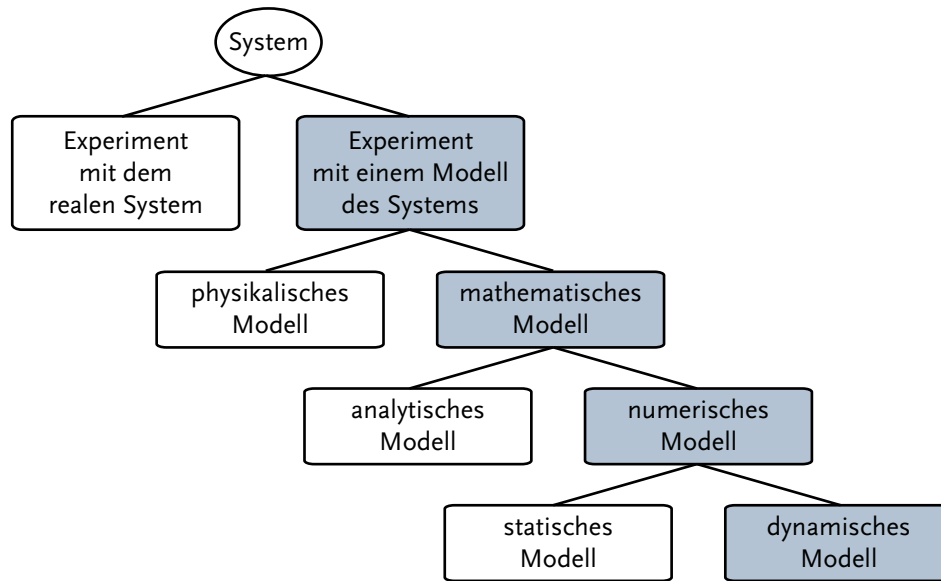 System
Experiment
mit dem
realen System
Experiment
mit einem Modell
des Systems
physikalisches
Modell
mathematisches
Modell
analytisches
Modell
numerisches
Modell
statisches
Modell
dynamisches
Modell